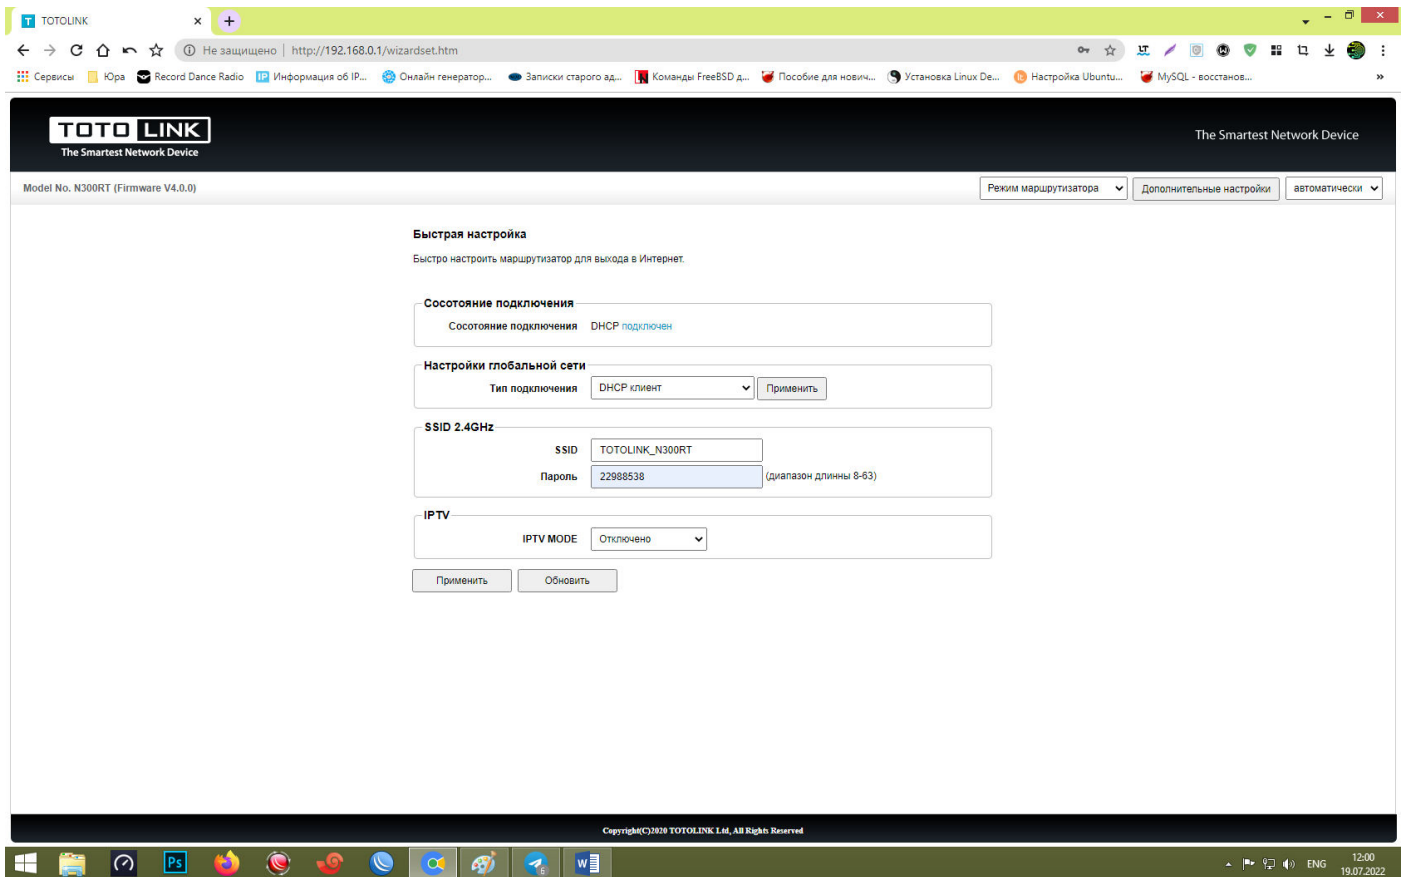 TOTOLINK
Не защищено | http://192.168.0.1/wizardset.htm
Сервисы Юра Record Dance Radio Информация об IP... Онлайн генератор... Записки старого ад... Команды FreeBSD д... Пособие для нович... Установка Linux De... Настройка Ubuntu... MySQL - восстанов... »
TOTO LINK
The Smartest Network Device
The Smartest Network Device
Model No. N300RT (Firmware V4.0.0)
Режим маршрутизатора Дополнительные настройки автоматически
Быстрая настройка
Быстро настроить маршрутизатор для выхода в Интернет.
Сосотояние подключения
Сосотояние подключения DHCP подключен
Настройки глобальной сети
Тип подключения DHCP клиент Применить
SSID 2.4GHz
SSID TOTOLINK_N300RT
Пароль 22988538 (диапазон длинны 8-63)
IPTV
IPTV MODE Отключено
Применить Обновить
Copyright(C)2020 TOTOLINK Ltd, All Rights Reserved
ENG 12:00
19.07.2022